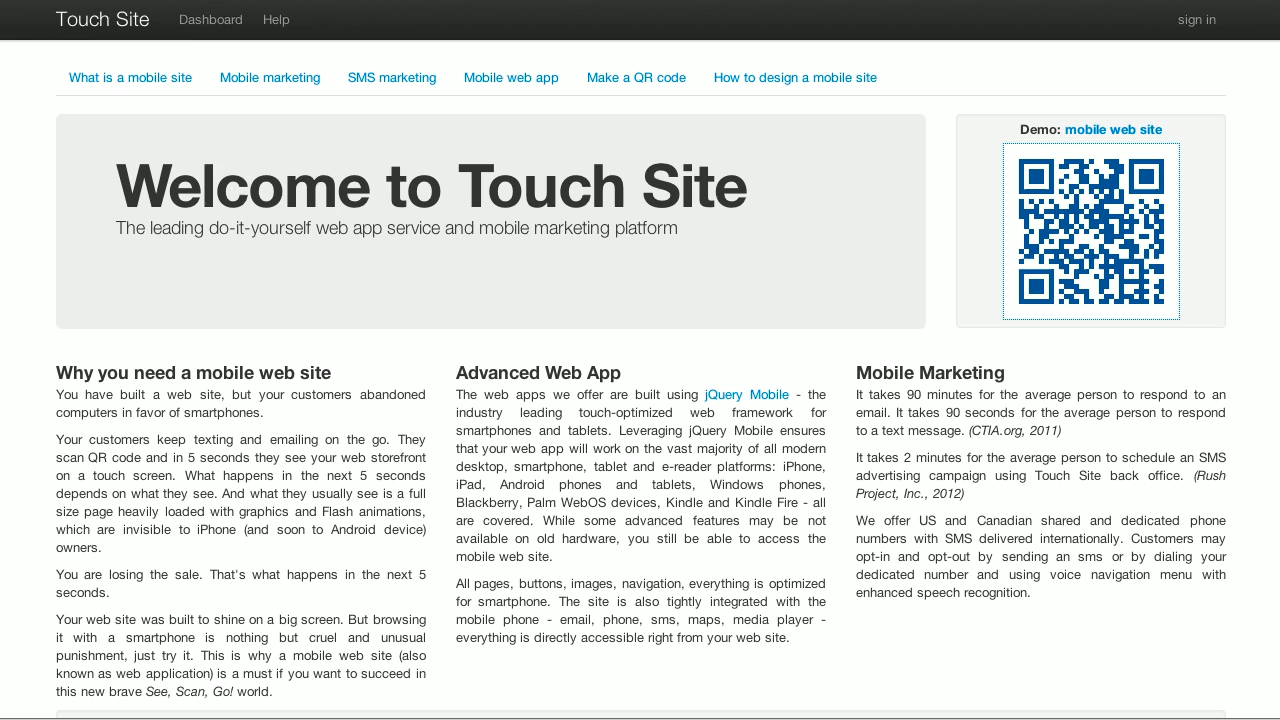 Touch Site Dashboard Help sign in
What is a mobile site Mobile marketing SMS marketing Mobile web app Make a QR code How to design a mobile site
Welcome to Touch Site
The leading do-it-yourself web app service and mobile marketing platform
Demo: mobile web site
Why you need a mobile web site
You have built a web site, but your customers abandoned
computers in favor of smartphones.
Your customers keep texting and emailing on the go. They
scan QR code and in 5 seconds they see your web storefront
on a touch screen. What happens in the next 5 seconds
depends on what they see. And what they usually see is a full
size page heavily loaded with graphics and Flash animations,
which are invisible to iPhone (and soon to Android device)
owners.
You are losing the sale. That's what happens in the next 5
seconds.
Your web site was built to shine on a big screen. But browsing
it with a smartphone is nothing but cruel and unusual
punishment, just try it. This is why a mobile web site (also
known as web application) is a must if you want to succeed in
this new brave See, Scan, Go! world.
Advanced Web App
The web apps we offer are built using jQuery Mobile - the
industry leading touch-optimized web framework for
smartphones and tablets. Leveraging jQuery Mobile ensures
that your web app will work on the vast majority of all modern
desktop, smartphone, tablet and e-reader platforms: iPhone,
iPad, Android phones and tablets, Windows phones,
Blackberry, Palm WebOS devices, Kindle and Kindle Fire - all
are covered. While some advanced features may be not
available on old hardware, you still be able to access the
mobile web site.
All pages, buttons, images, navigation, everything is optimized
for smartphone. The site is also tightly integrated with the
mobile phone - email, phone, sms, maps, media player -
everything is directly accessible right from your web site.
Mobile Marketing
It takes 90 minutes for the average person to respond to an
email. It takes 90 seconds for the average person to respond
to a text message. (CTIA.org, 2011)
It takes 2 minutes for the average person to schedule an SMS
advertising campaign using Touch Site back office. (Rush
Project, Inc., 2012)
We offer US and Canadian shared and dedicated phone
numbers with SMS delivered internationally. Customers may
opt-in and opt-out by sending an sms or by dialing your
dedicated number and using voice navigation menu with
enhanced speech recognition.